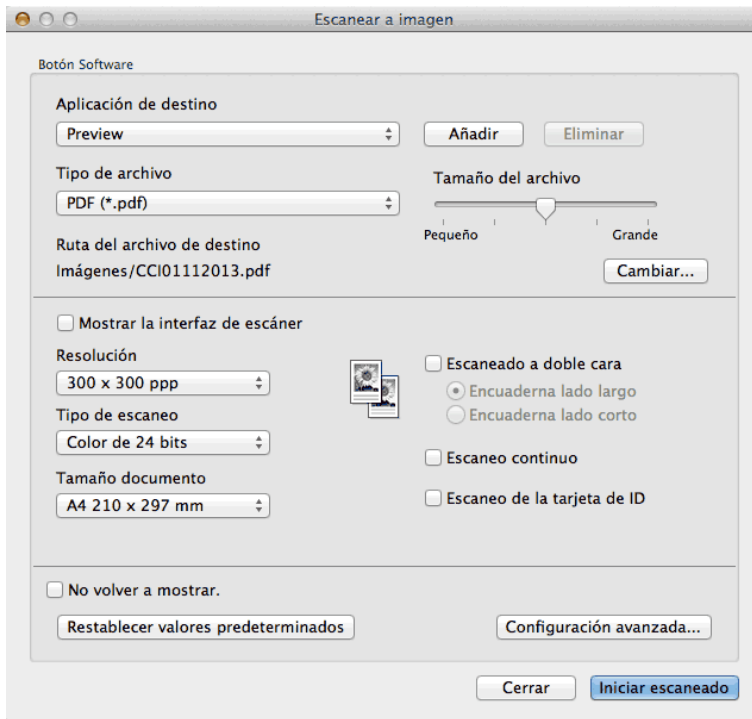 Escanear a imagen
Botón Software
Aplicación de destino
Preview
Añadir
Eliminar
Tipo de archivo
Tamaño del archivo
PDF (*.pdf)
Pequeño
Grande
Ruta del archivo de destino
Imágenes/CCI01112013.pdf
Cambiar...
Mostrar la interfaz de escáner
Resolución
300 x 300 ppp
Escaneado a doble cara
Encuaderna lado largo
Encuaderna lado corto
Tipo de escaneo
Color de 24 bits
Escaneo continuo
Tamaño documento
A4 210 x 297 mm
Escaneo de la tarjeta de ID
No volver a mostrar.
Restablecer valores predeterminados
Configuración avanzada...
Cerrar
Iniciar escaneado